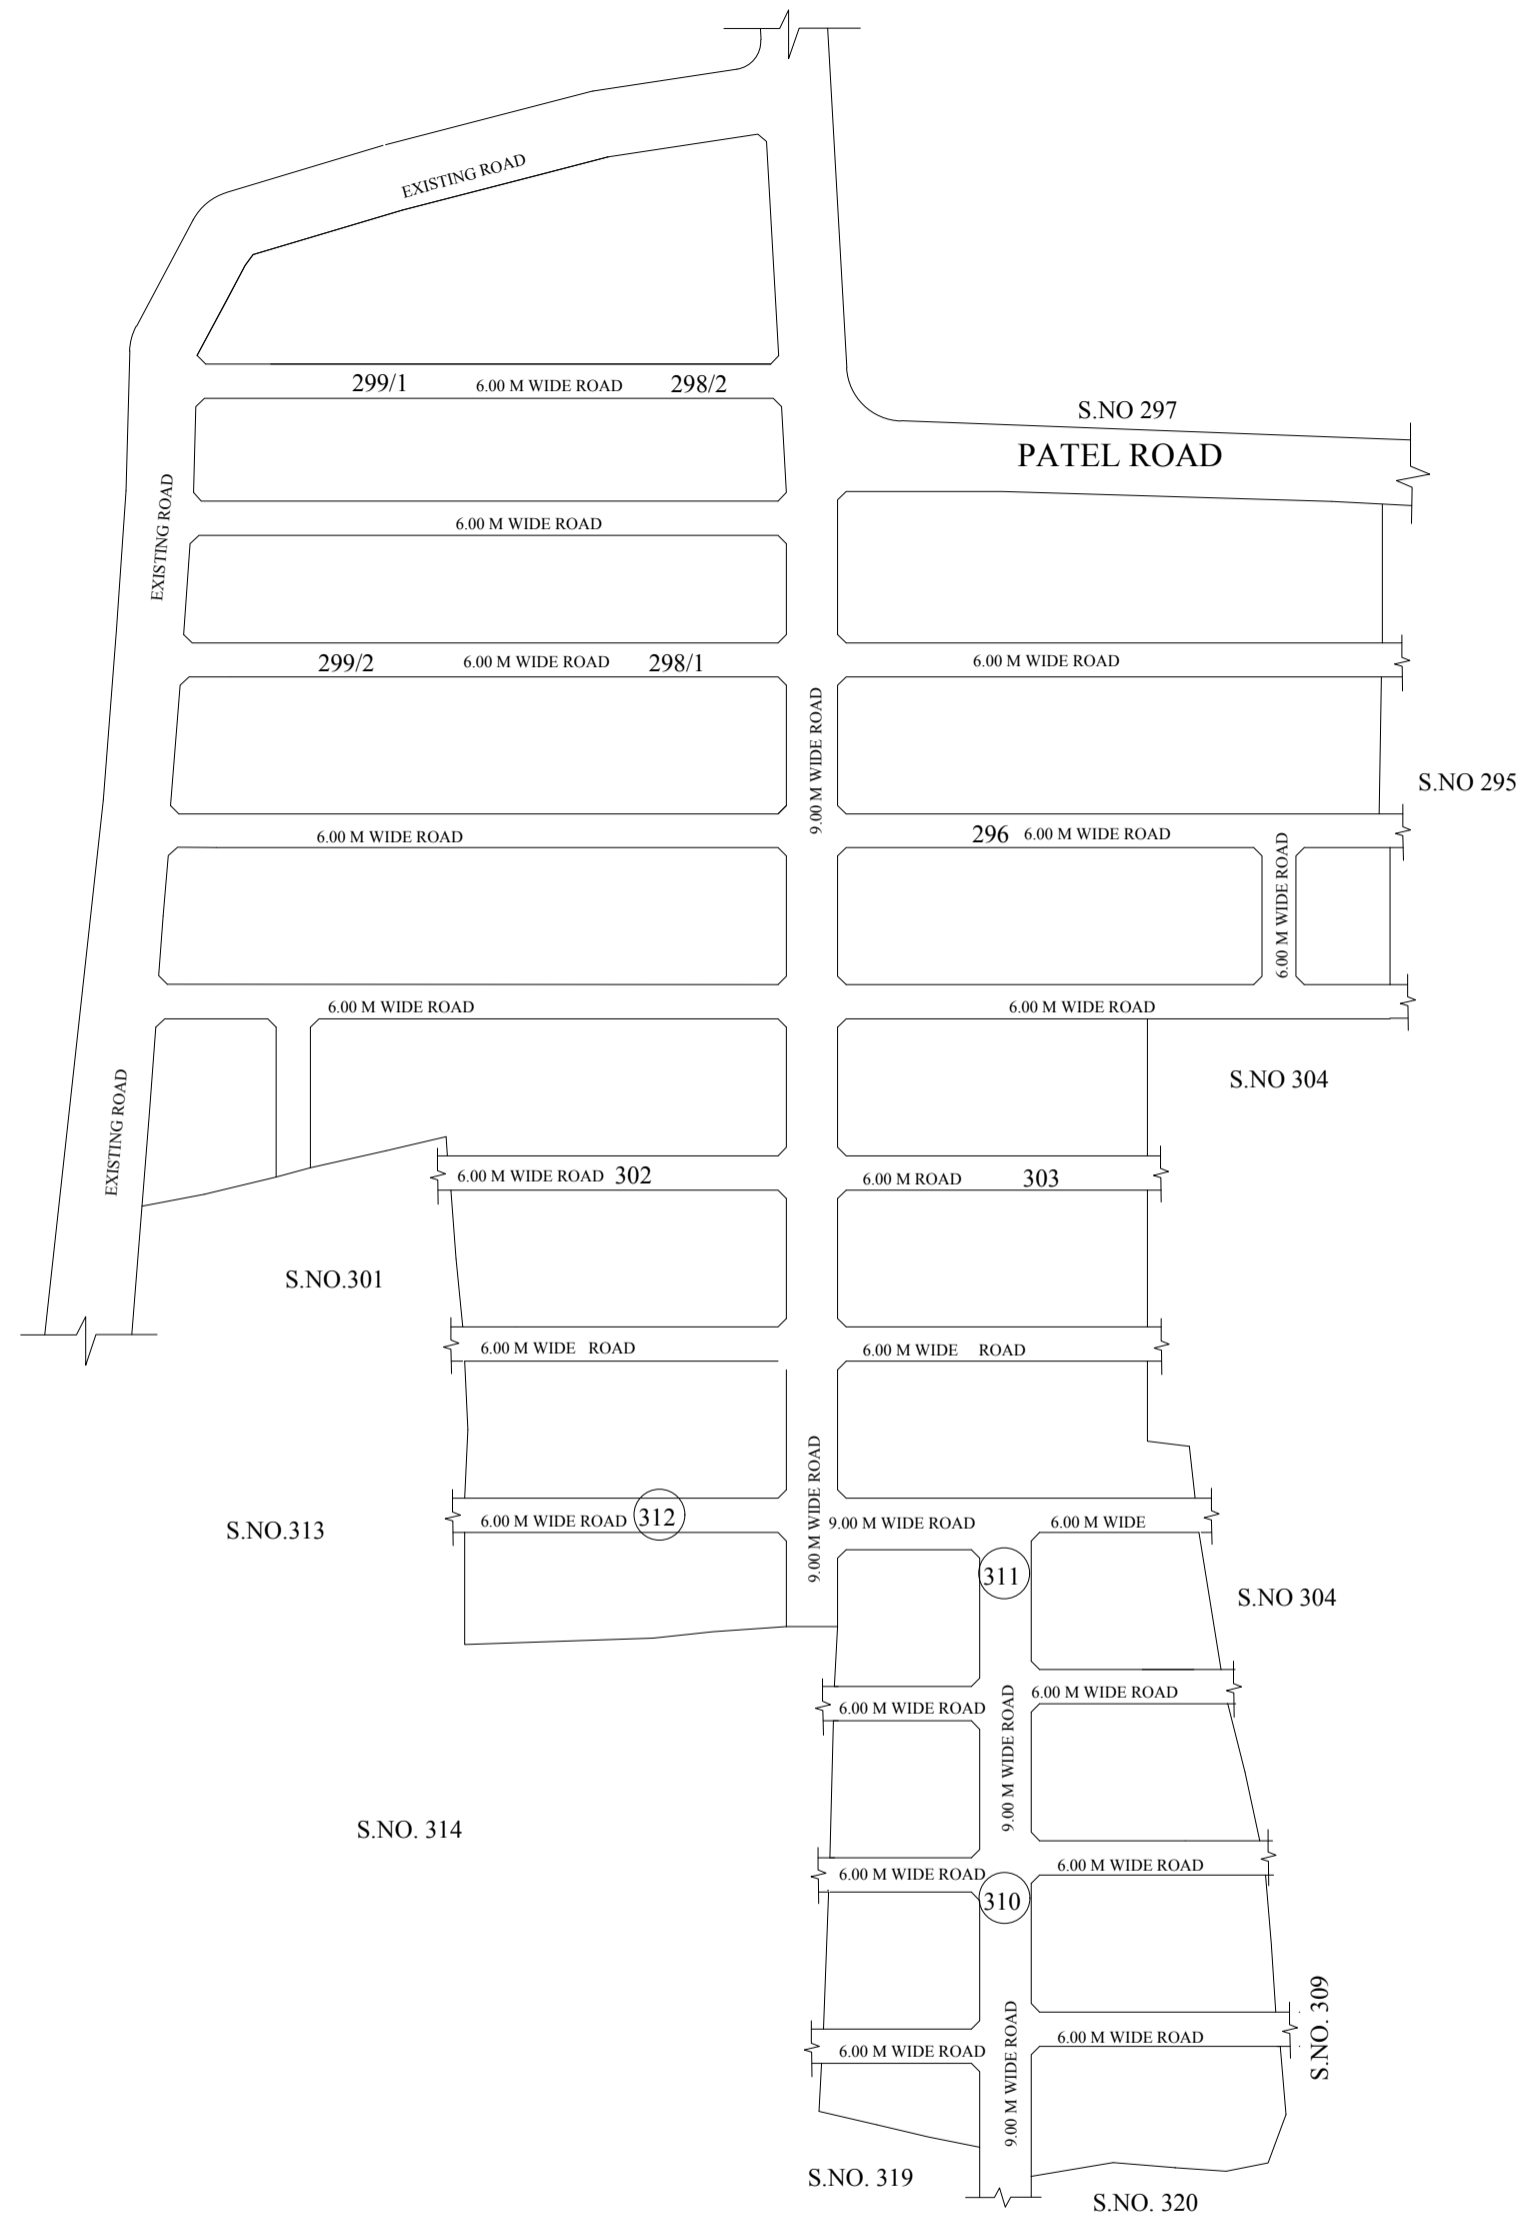 EXISTING ROAD
299/1
6.00 M WIDE ROAD
298/2
S.NO 297
PATEL ROAD
EXISTING ROAD
6.00 M WIDE ROAD
299/2
6.00 M WIDE ROAD
298/1
6.00 M WIDE ROAD
9.00 M WIDE ROAD
S.NO 295
6.00 M WIDE ROAD
296
6.00 M WIDE ROAD
6.00 M WIDE ROAD
6.00 M WIDE ROAD
6.00 M WIDE ROAD
S.NO 304
EXISTING ROAD
6.00 M WIDE ROAD
302
6.00 M ROAD
303
S.NO.301
6.00 M WIDE ROAD
6.00 M WIDE ROAD
9.00 M WIDE ROAD
S.NO.313
6.00 M WIDE ROAD
312
9.00 M WIDE ROAD
6.00 M WIDE
311
S.NO 304
6.00 M WIDE ROAD
6.00 M WIDE ROAD
9.00 M WIDE ROAD
S.NO. 314
6.00 M WIDE ROAD
6.00 M WIDE ROAD
310
S.NO. 309
6.00 M WIDE ROAD
6.00 M WIDE ROAD
9.00 M WIDE ROAD
S.NO. 319
S.NO. 320